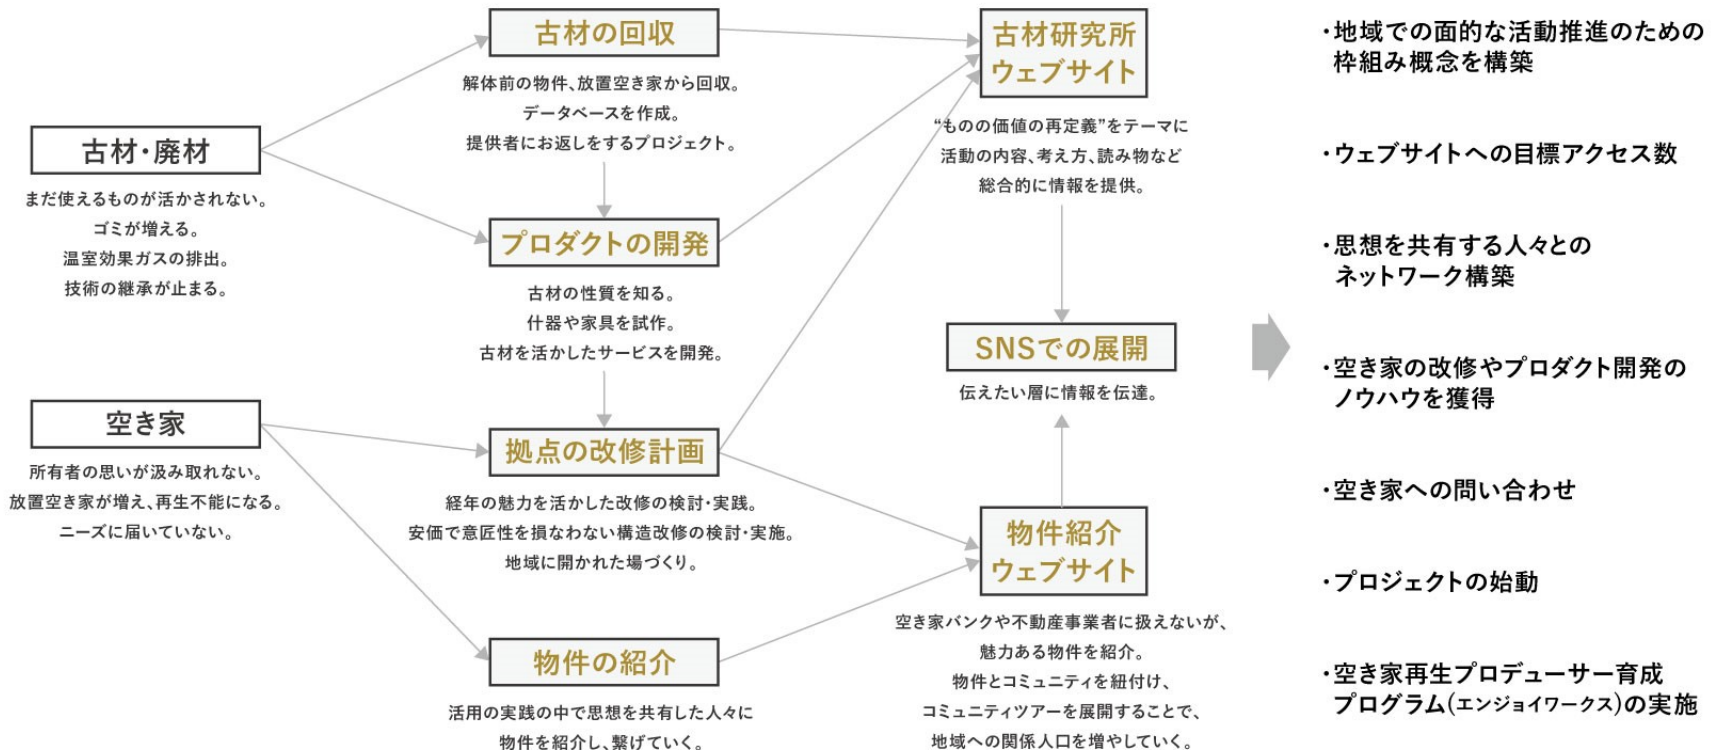 古材・廃材
まだ使えるものが活かされない。
ゴミが増える。
温室効果ガスの排出。
技術の継承が止まる。
空き家
所有者の思いが汲み取れない。
放置空き家が増え、再生不能になる。
ニーズに届いていない。
古材の回収
解体前の物件、放置空き家から回収。
データベースを作成。
提供者にお返しをするプロジェクト。
プロダクトの開発
古材の性質を知る。
什器や家具を試作。
古材を活かしたサービスを開発。
拠点の改修計画
経年の魅力を活かした改修の検討・実践。
安価で意匠性を損なわない構造改修の検討・実施。
地域に開かれた場づくり。
物件の紹介
活用の実践の中で思想を共有した人々に
物件を紹介し、繋げていく。
古材研究所
ウェブサイト
“ものの価値の再定義”をテーマに
活動の内容、考え方、読み物など
総合的に情報を提供。
SNSでの展開
伝えたい層に情報を伝達。
物件紹介
ウェブサイト
空き家バンクや不動産事業者に扱えないが、
魅力ある物件を紹介。
物件とコミュニティを紐付け、
コミュニティツアーを展開することで、
地域への関係人口を増やしていく。
・地域での面的な活動推進のための
枠組み概念を構築
・ウェブサイトへの目標アクセス数
・思想を共有する人々との
ネットワーク構築
・空き家の改修やプロダクト開発の
ノウハウを獲得
・空き家への問い合わせ
・プロジェクトの始動
・空き家再生プロデューサー育成
プログラム(エンジョイワークス)の実施